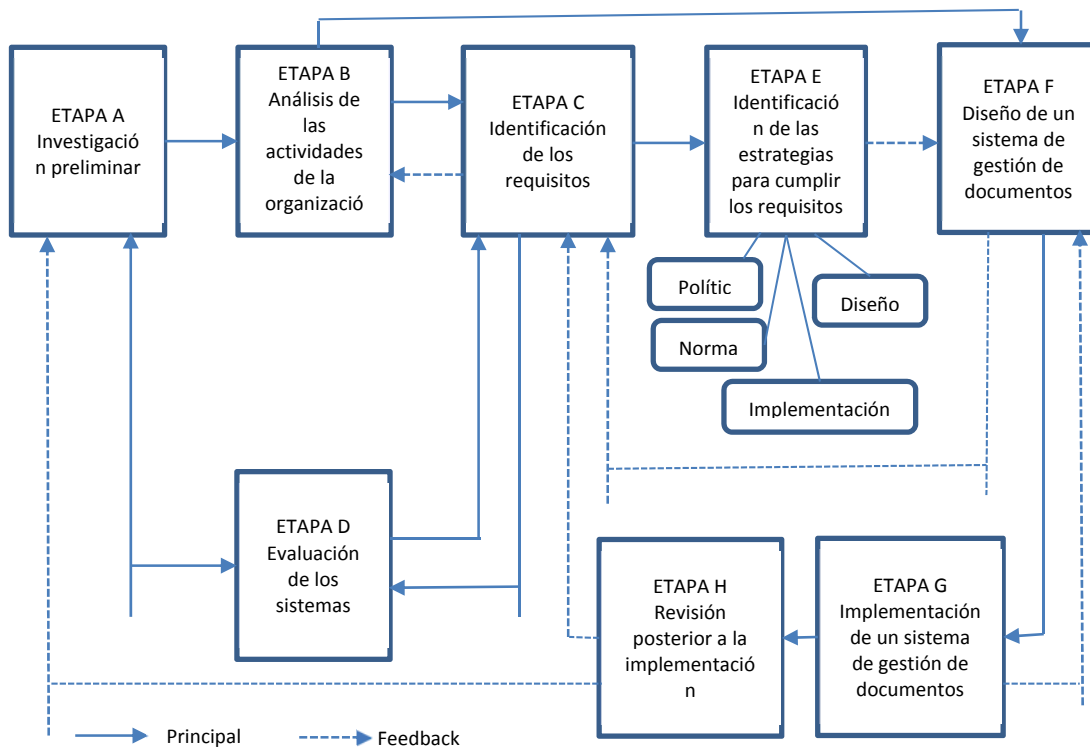 ETAPA A
Investigació
n preliminar
ETAPA B
Análisis de
las
actividades
de la
organizació
ETAPA C
Identificación
de los
requisitos
ETAPA E
Identificació
n de las
estrategias
para cumplir
los requisitos
ETAPA F
Diseño de un
sistema de
gestión de
documentos
Polític
Diseño
Norma
Implementación
ETAPA D
Evaluación
de los
sistemas
ETAPA H
Revisión
posterior a la
implementació
n
ETAPA G
Implementación
de un sistema
de gestión de
documentos
Principal
Feedback